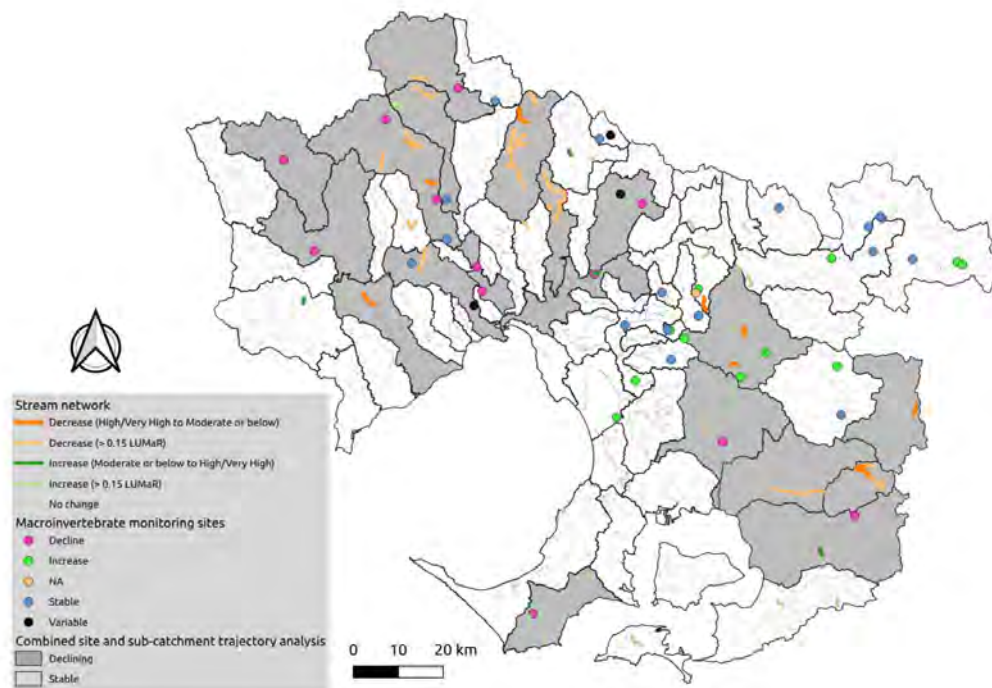 Stream network
Decrease (High/Very High to Moderate or below)
Decrease (> 0.15 LUMaR)
Increase (Moderate or below to High/Very High)
Increase (> 0.15 LUMaR)
No change
Macroinvertebrate monitoring sites
Decline
Increase
NA
Stable
Variable
Combined site and sub-catchment trajectory analysis
Declining
Stable
0 10 20 km